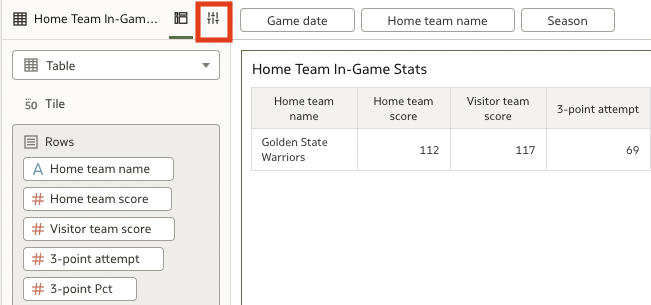 Home Team In-Gam...
Game date
Home team name
Season
Table
50 Tile
Rows
A Home team name
# Home team score
# Visitor team score
# 3-point attempt
# 3-point Pct
Home Team In-Game Stats
Home team name
Home team score
Visitor team score
3-point attempt
Golden State Warriors
112
117
69